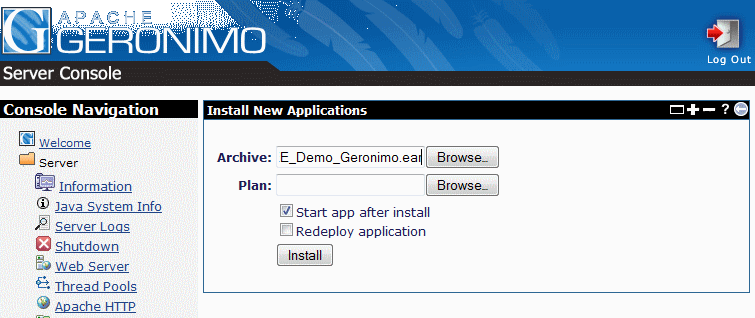 APACHE
GERONIMO
Server Console
Log Out
Console Navigation
Welcome
Server
Information
Java System Info
Server Logs
Shutdown
Web Server
Thread Pools
Apache HTTP
Install New Applications
?
Archive: E_Demo_Geronimo.ear Browse...
Plan: Browse...
Start app after install
Redeploy application
Install